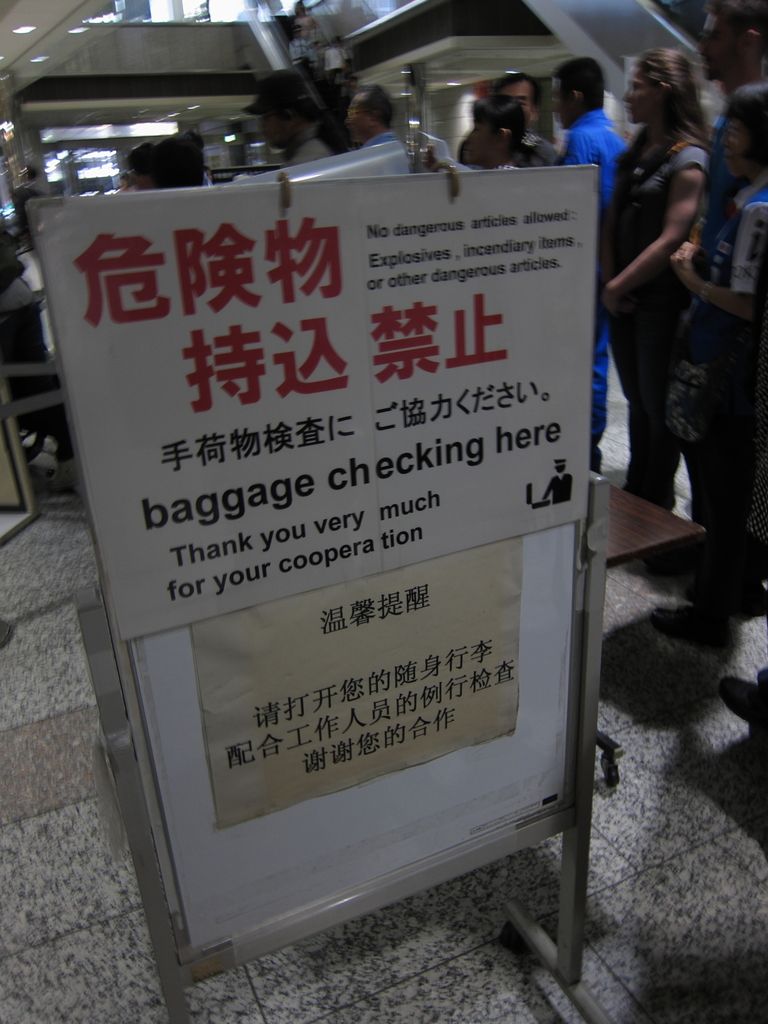 危険物
持込禁止
No dangerous articles allowed:
Explosives, incendiary items,
or other dangerous articles.
手荷物検査にご協力ください。
baggage checking here
Thank you very much
for your cooperation
温馨提醒
请打开您的随身行李
配合工作人员的例行检查
谢谢您的合作